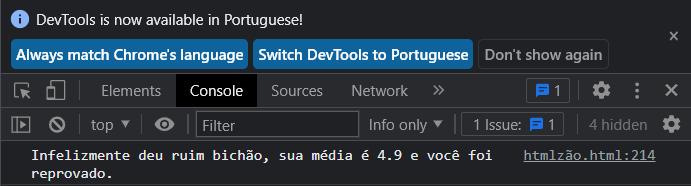 DevTools is now available in Portuguese!
Always match Chrome's language Switch DevTools to Portuguese Don't show again
Elements Console Sources Network » 1
top Filter Info only 1 Issue: 1 4 hidden
Infelizmente deu ruim bichão, sua média é 4.9 e você foi htmlzão.html:214
reprovado.